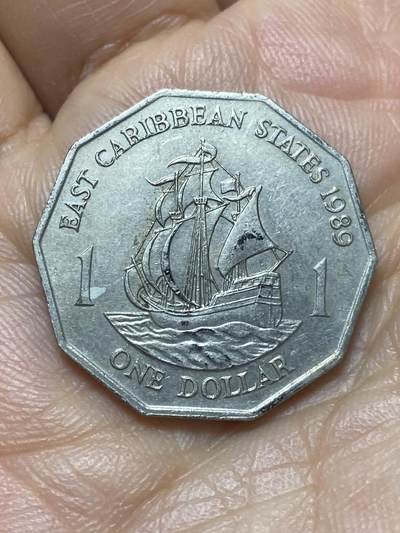 EAST CARIBBEAN STATES 1989
1 1
ONE DOLLAR